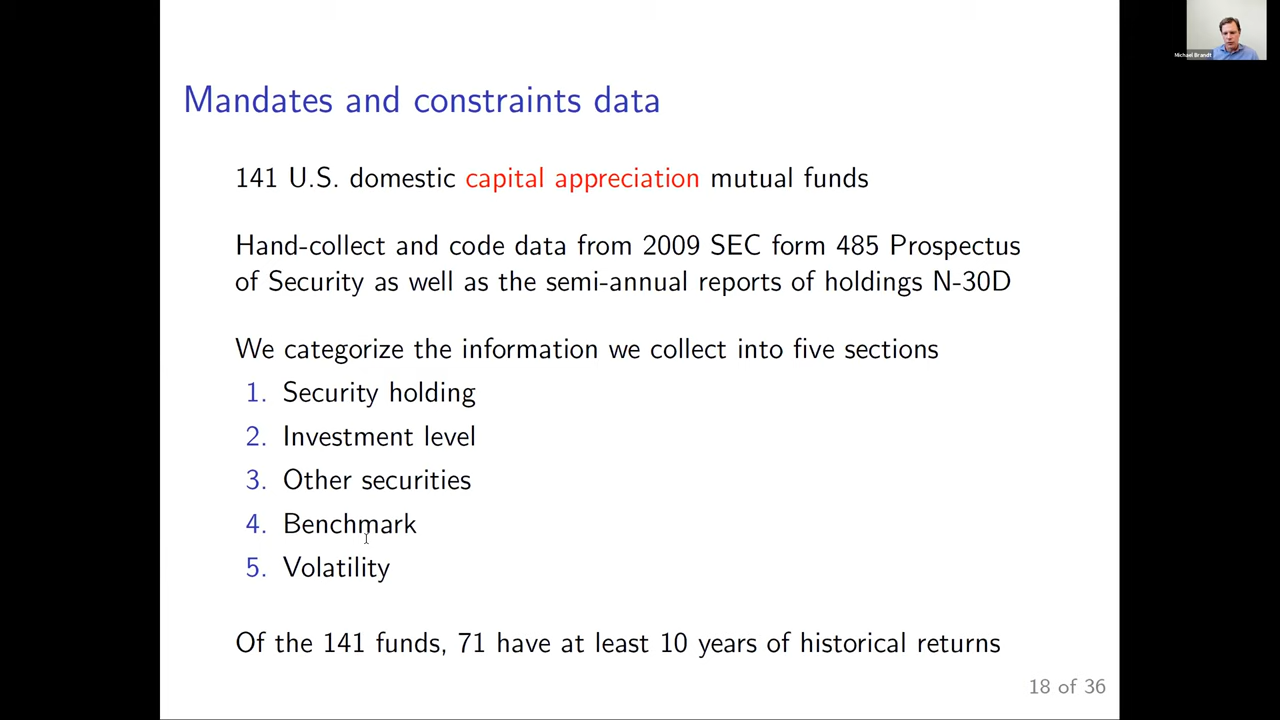 Michael Brandt
Mandates and constraints data
141 U.S. domestic capital appreciation mutual funds
Hand-collect and code data from 2009 SEC form 485 Prospectus
of Security as well as the semi-annual reports of holdings N-30D
We categorize the information we collect into five sections
1. Security holding
2. Investment level
3. Other securities
4. Benchmark
5. Volatility
Of the 141 funds, 71 have at least 10 years of historical returns
18 of 36